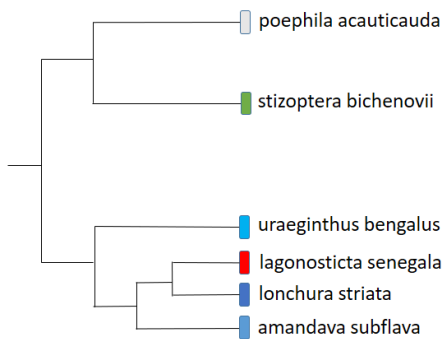 poephila acauticauda
stizoptera bichenovii
uraeginthus bengalus
lagonosticta senegala
lonchura striata
amandava subflava